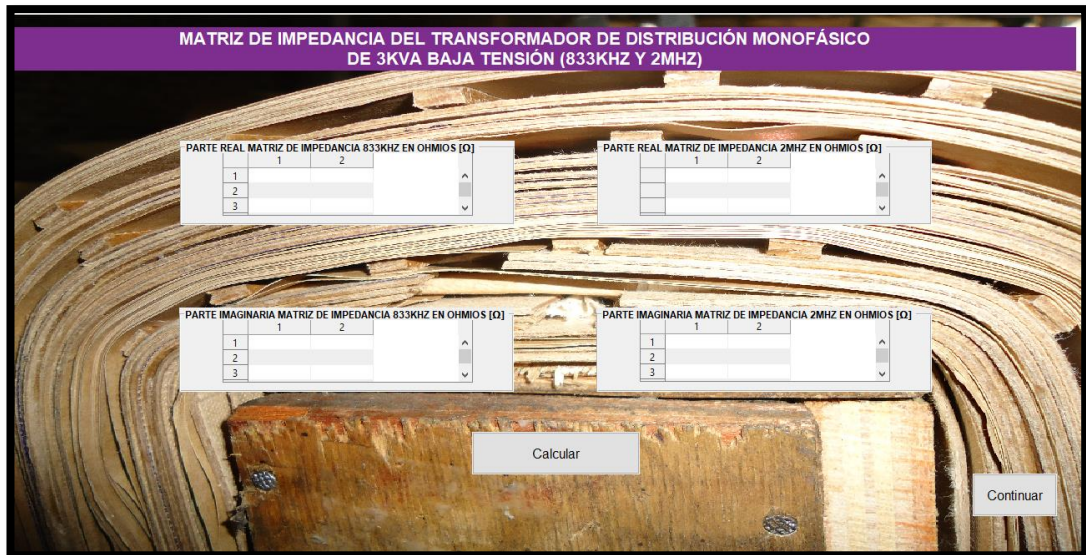 MATRIZ DE IMPEDANCIA DEL TRANSFORMADOR DE DISTRIBUCIÓN MONOFÁSICO
DE 3KVA BAJA TENSIÓN (833KHZ Y 2MHZ)
PARTE REAL MATRIZ DE IMPEDANCIA 833KHZ EN OHMIOS [Ω]
1 2
1
2
3
PARTE REAL MATRIZ DE IMPEDANCIA 2MHZ EN OHMIOS [Ω]
1 2
PARTE IMAGINARIA MATRIZ DE IMPEDANCIA 833KHZ EN OHMIOS [Ω]
1 2
1
2
3
PARTE IMAGINARIA MATRIZ DE IMPEDANCIA 2MHZ EN OHMIOS [Ω]
1 2
1
2
3
Calcular
Continuar